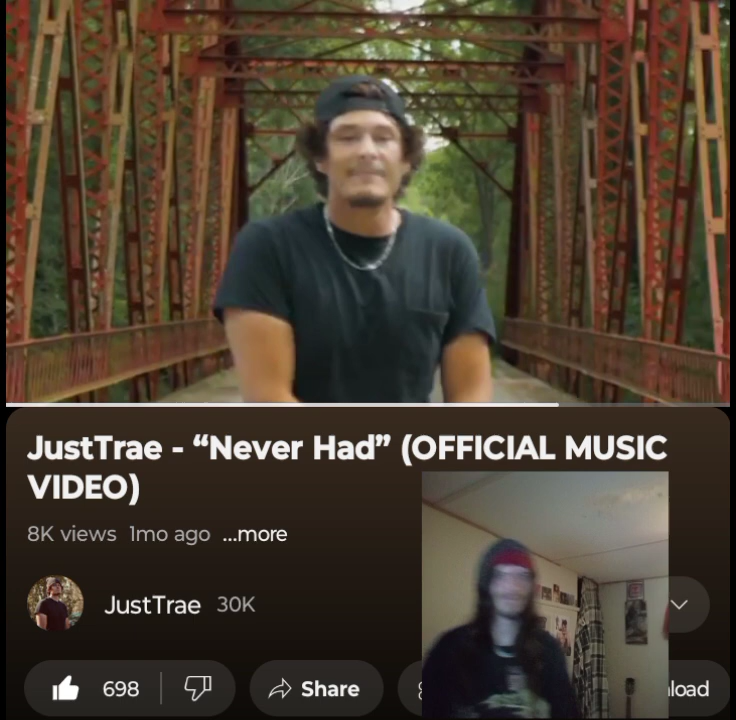 JustTrae - “Never Had” (OFFICIAL MUSIC
VIDEO)
8K views 1mo ago ...more
JustTrae 30K
698 Share load